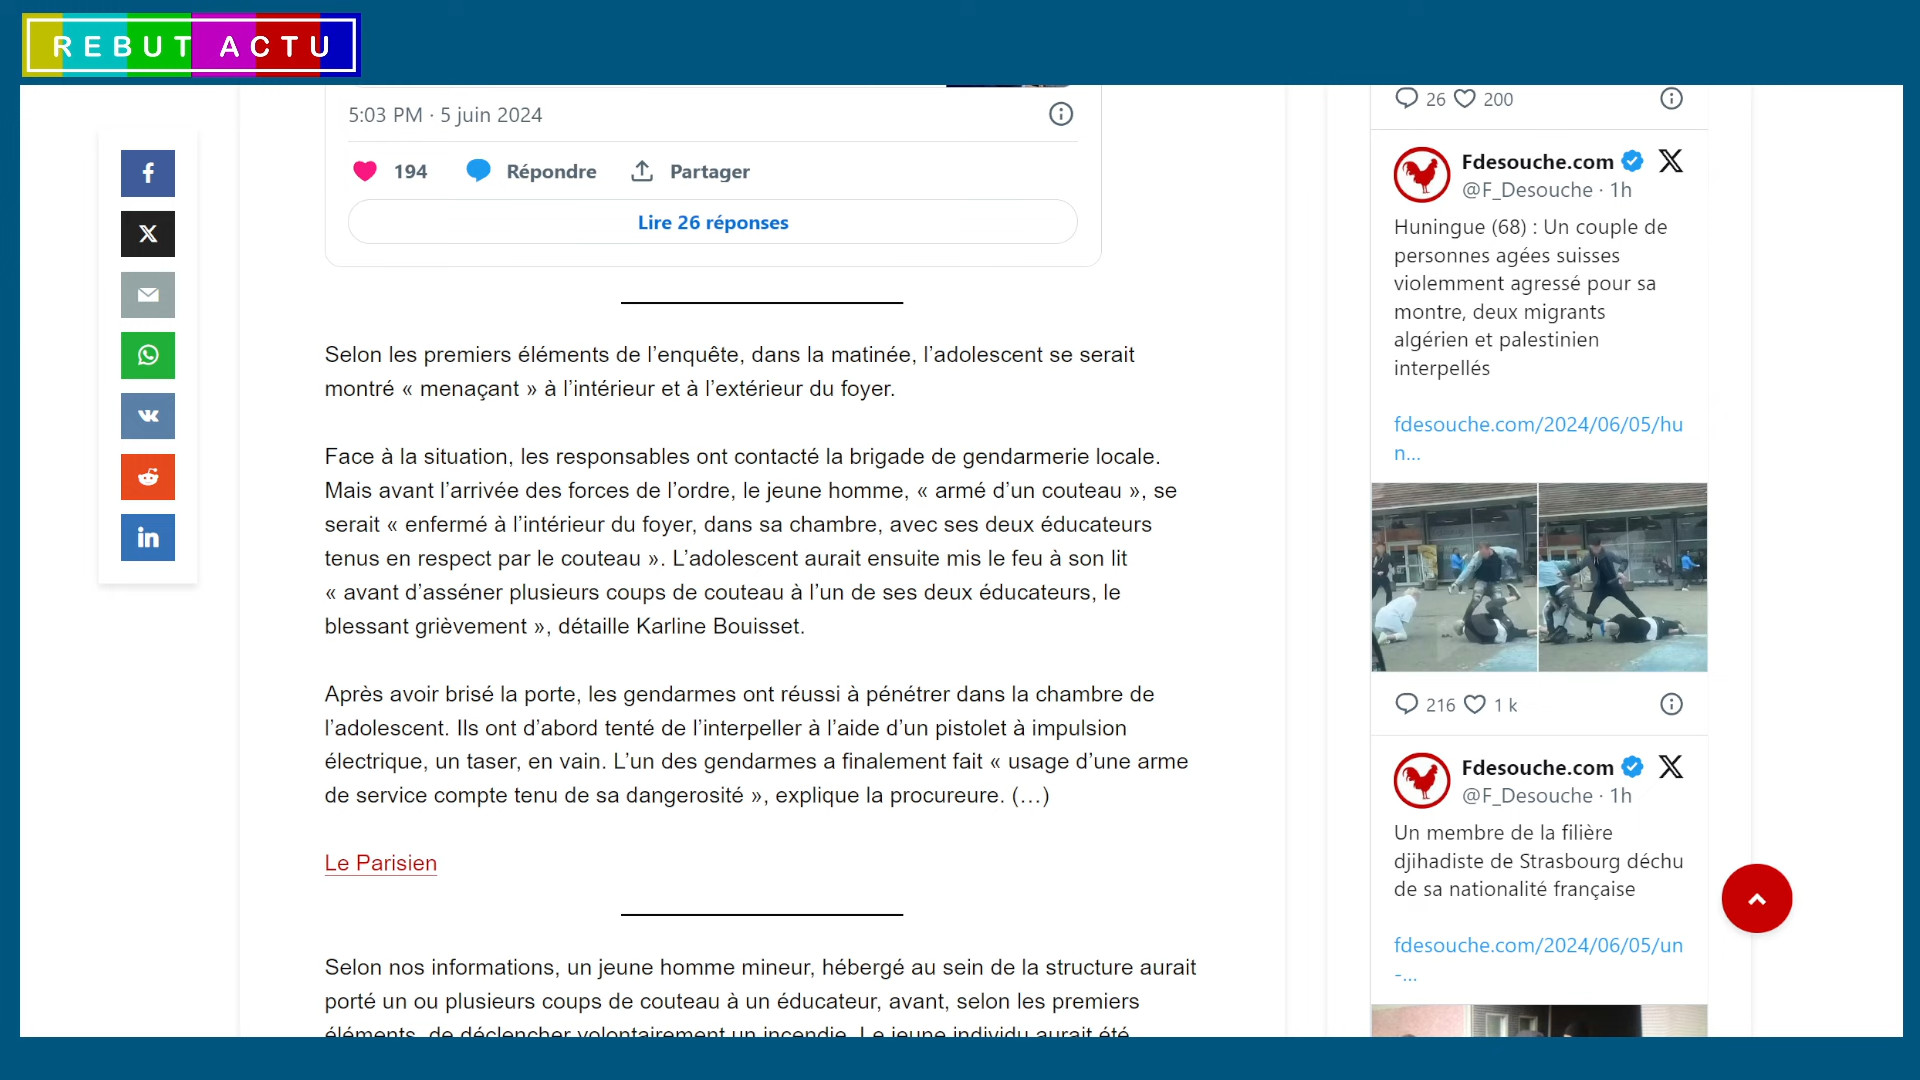 REBUT ACTU
5:03 PM · 5 juin 2024
194 Répondre Partager
Lire 26 réponses
Selon les premiers éléments de l’enquête, dans la matinée, l’adolescent se serait
montré « menaçant » à l’intérieur et à l’extérieur du foyer.
Face à la situation, les responsables ont contacté la brigade de gendarmerie locale.
Mais avant l’arrivée des forces de l’ordre, le jeune homme, « armé d’un couteau », se
serait « enfermé à l’intérieur du foyer, dans sa chambre, avec ses deux éducateurs
tenus en respect par le couteau ». L’adolescent aurait ensuite mis le feu à son lit
« avant d’asséner plusieurs coups de couteau à l’un de ses deux éducateurs, le
blessant grièvement », détaille Karline Bouisset.
Après avoir brisé la porte, les gendarmes ont réussi à pénétrer dans la chambre de
l’adolescent. Ils ont d’abord tenté de l’interpeller à l’aide d’un pistolet à impulsion
électrique, un taser, en vain. L’un des gendarmes a finalement fait « usage d’une arme
de service compte tenu de sa dangerosité », explique la procureure. (…)
Le Parisien
Selon nos informations, un jeune homme mineur, hébergé au sein de la structure aurait
porté un ou plusieurs coups de couteau à un éducateur, avant, selon les premiers
éléments, de déclencher volontairement un incendie. Le jeune individu aurait été
26 200
Fdesouche.com
@F_Desouche · 1h
Huningue (68) : Un couple de
personnes agées suisses
violemment agressé pour sa
montre, deux migrants
algérien et palestinien
interpellés
fdesouche.com/2024/06/05/hu
n…
216 1 k
Fdesouche.com
@F_Desouche · 1h
Un membre de la filière
djihadiste de Strasbourg déchu
de sa nationalité française
fdesouche.com/2024/06/05/un
-…